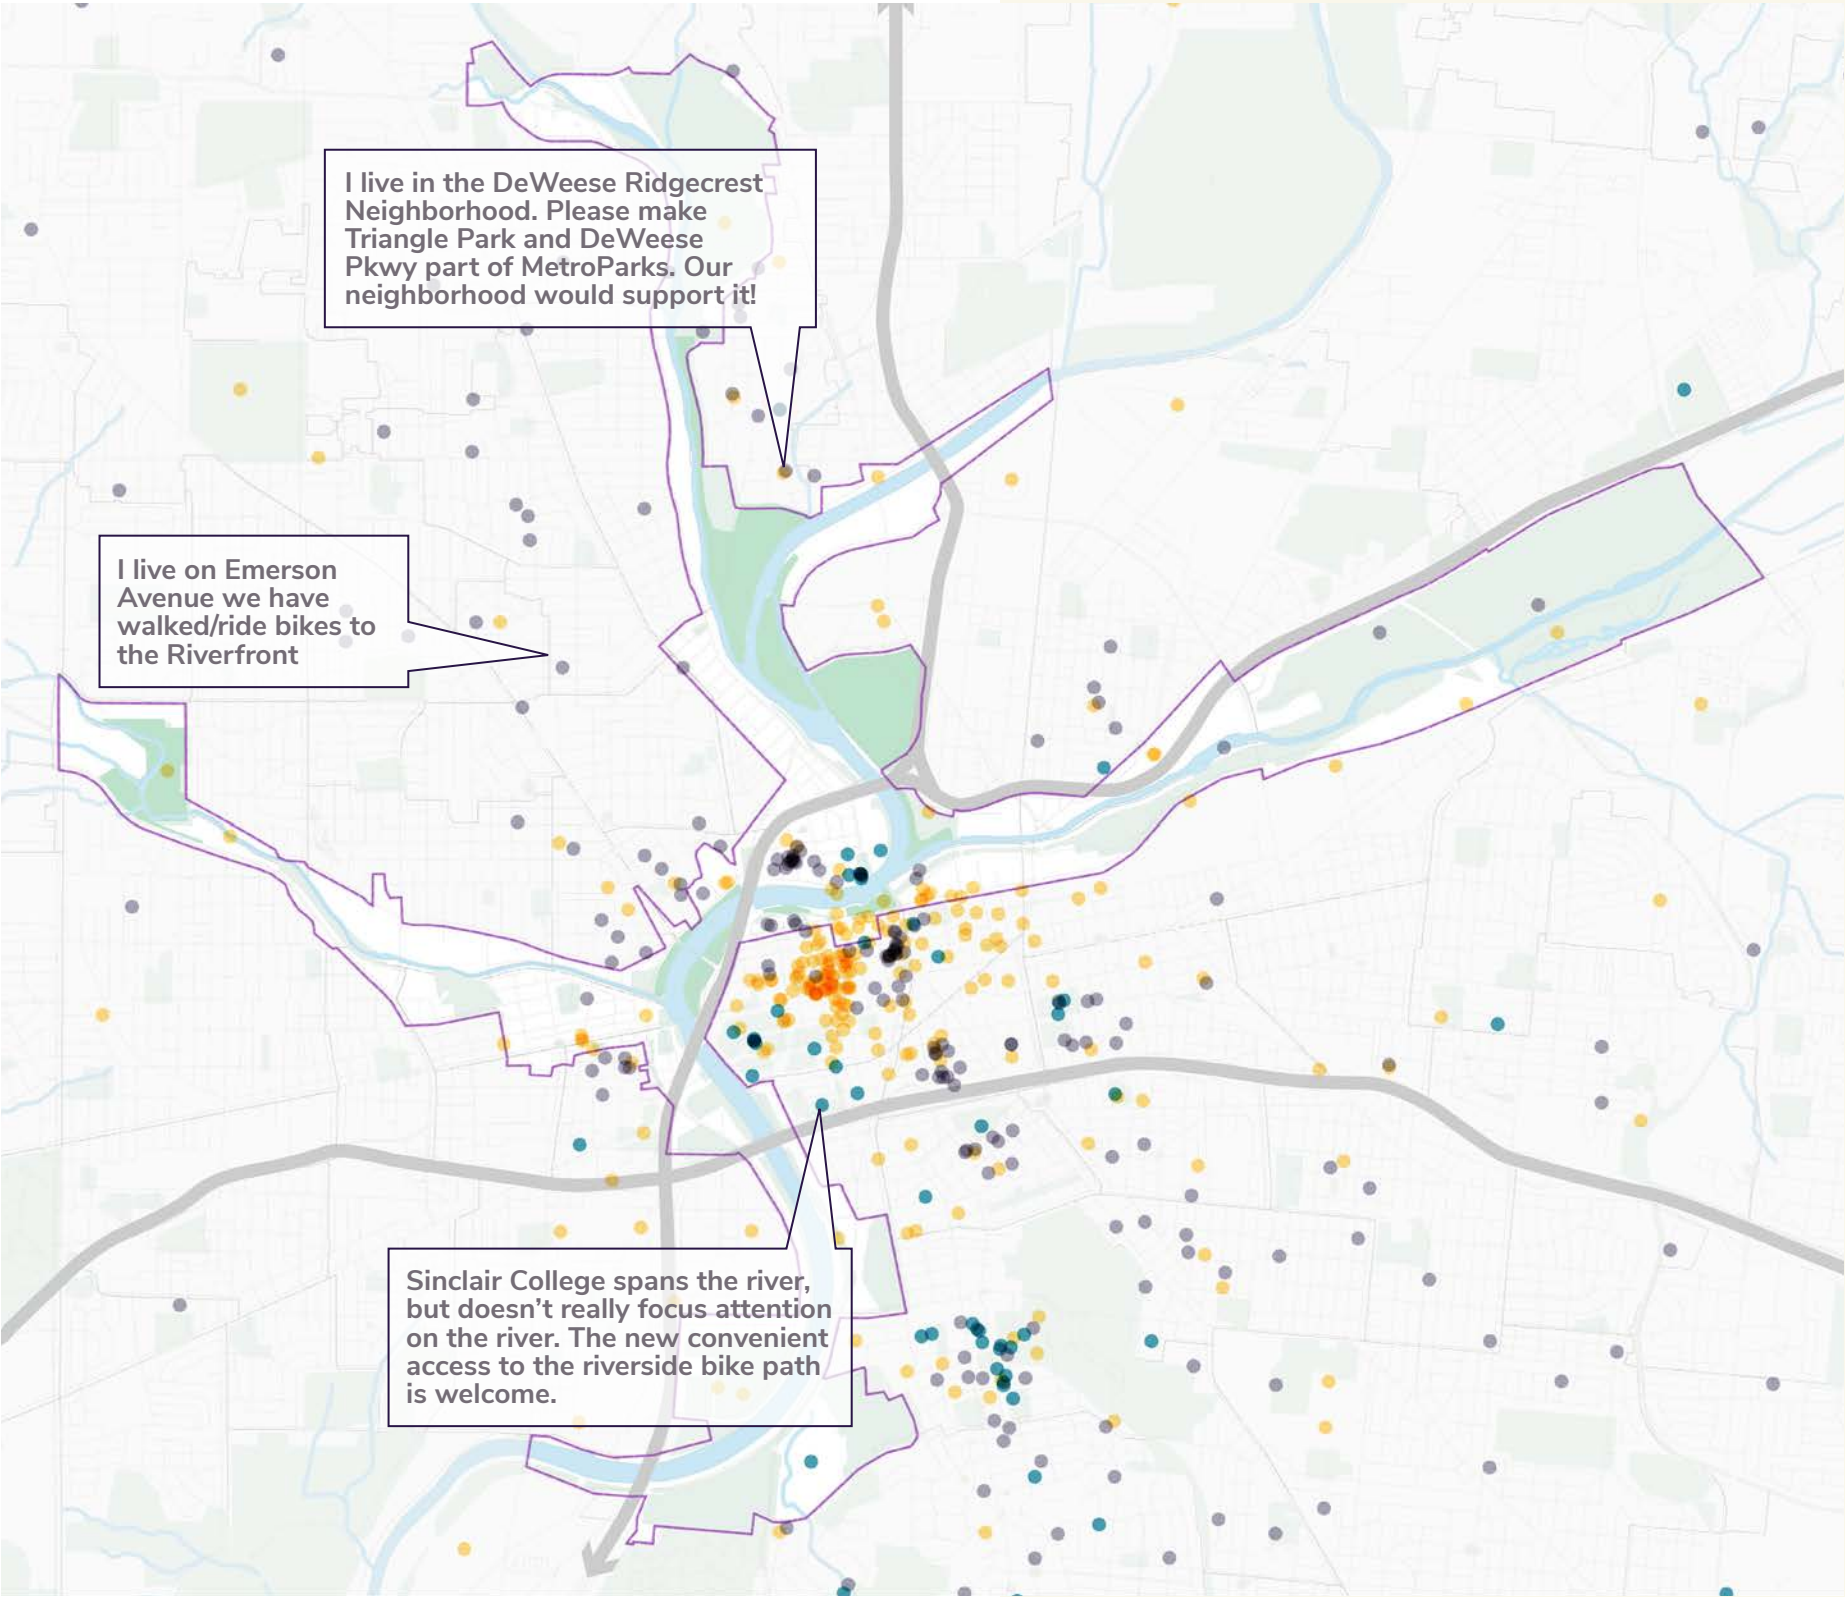 I live in the DeWeese Ridgecrest
Neighborhood. Please make
Triangle Park and DeWeese
Pkwy part of MetroParks. Our
neighborhood would support it!
I live on Emerson
Avenue we have
walked/ride bikes to
the Riverfront
Sinclair College spans the river,
but doesn’t really focus attention
on the river. The new convenient
access to the riverside bike path
is welcome.